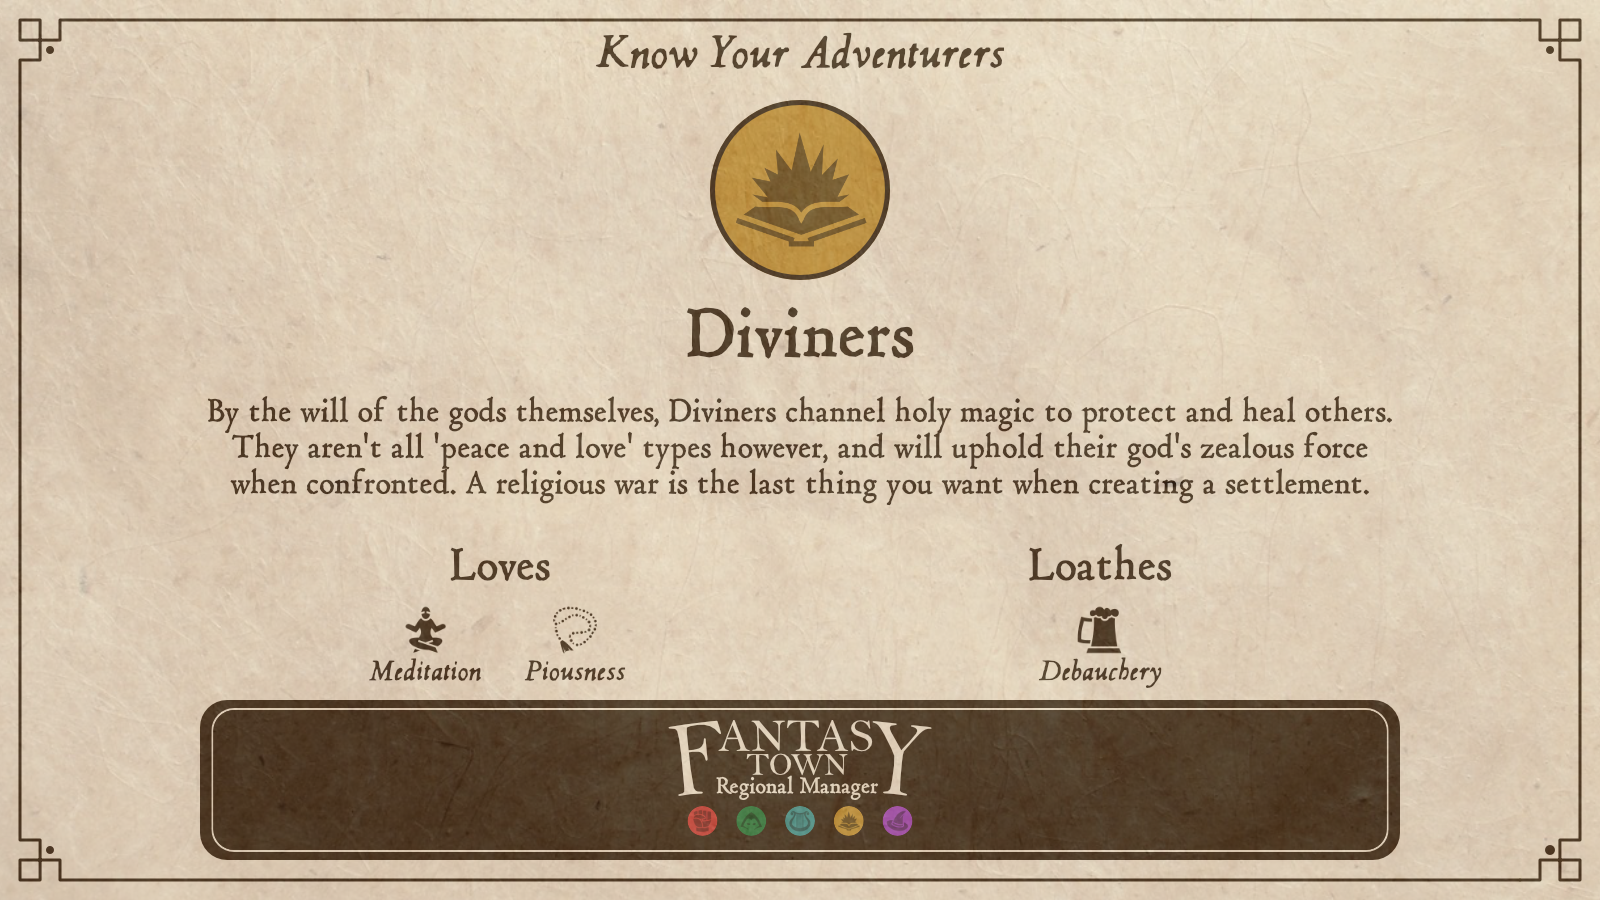 Know Your Adventurers
Diviners
By the will of the gods themselves, Diviners channel holy magic to protect and heal others.
They aren't all 'peace and love' types however, and will uphold their god's zealous force
when confronted. A religious war is the last thing you want when creating a settlement.
Loves
Loathes
Meditation
Piousness
Debauchery
FANTASY
TOWN
Regional Manager